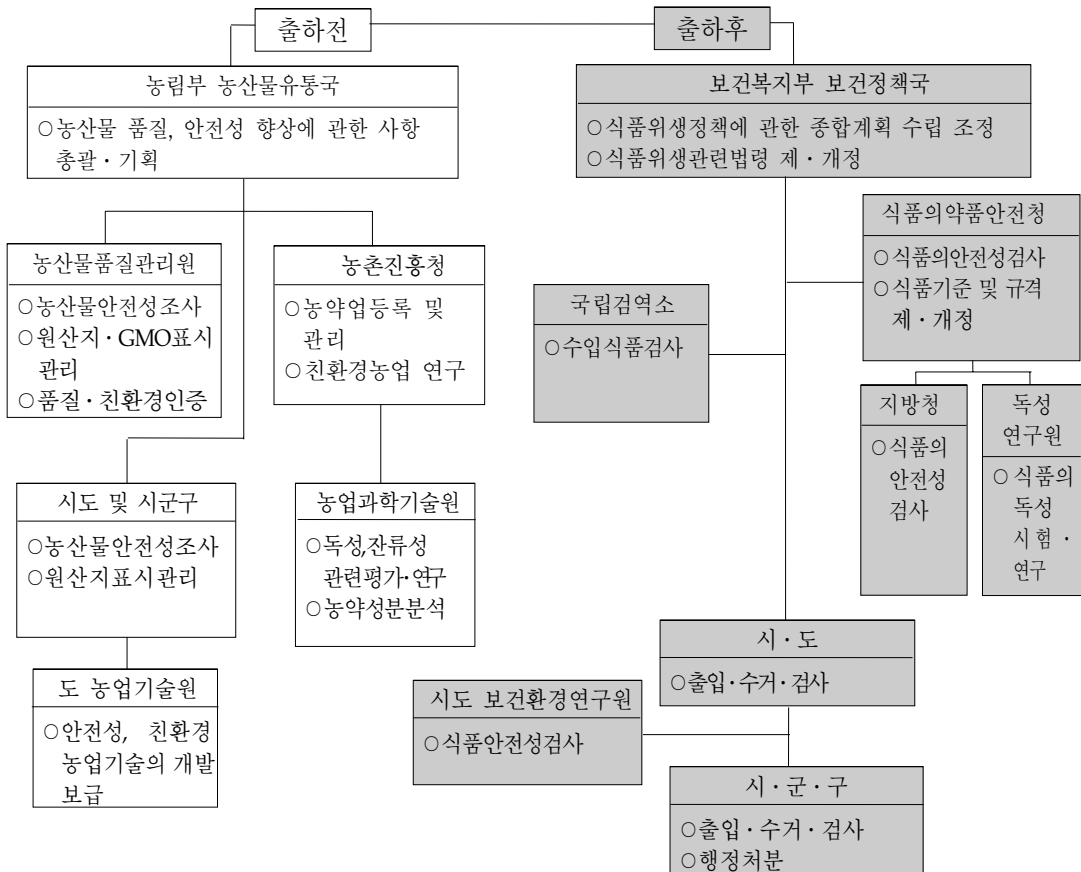 출하전
출하후
농림부 농산물유통국
○농산물 품질, 안전성 향상에 관한 사항
총괄·기획
보건복지부 보건정책국
○식품위생정책에 관한 종합계획 수립 조정
○식품위생관련법령 제·개정
농산물품질관리원
○농산물안전성조사
○원산지·GMO표시
관리
○품질·친환경인증
농촌진흥청
○농약업등록 및
관리
○친환경농업 연구
국립검역소
○수입식품검사
식품의약품안전청
○식품의안전성검사
○식품기준 및 규격
제·개정
지방청
○식품의
안전성
검사
독성
연구원
○식품의
독성
시험·
연구
시도 및 시군구
○농산물안전성조사
○원산지표시관리
농업과학기술원
○독성,잔류성
관련평가·연구
○농약성분분석
도 농업기술원
○안전성, 친환경
농업기술의 개발
보급
시·도
○출입·수거·검사
시도 보건환경연구원
○식품안전성검사
시·군·구
○출입·수거·검사
○행정처분